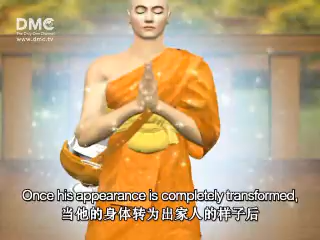 DMC
The Only One Channel
www.dmc.tv
Once his appearance is completely transformed,
当他的身体转为出家人的样子后